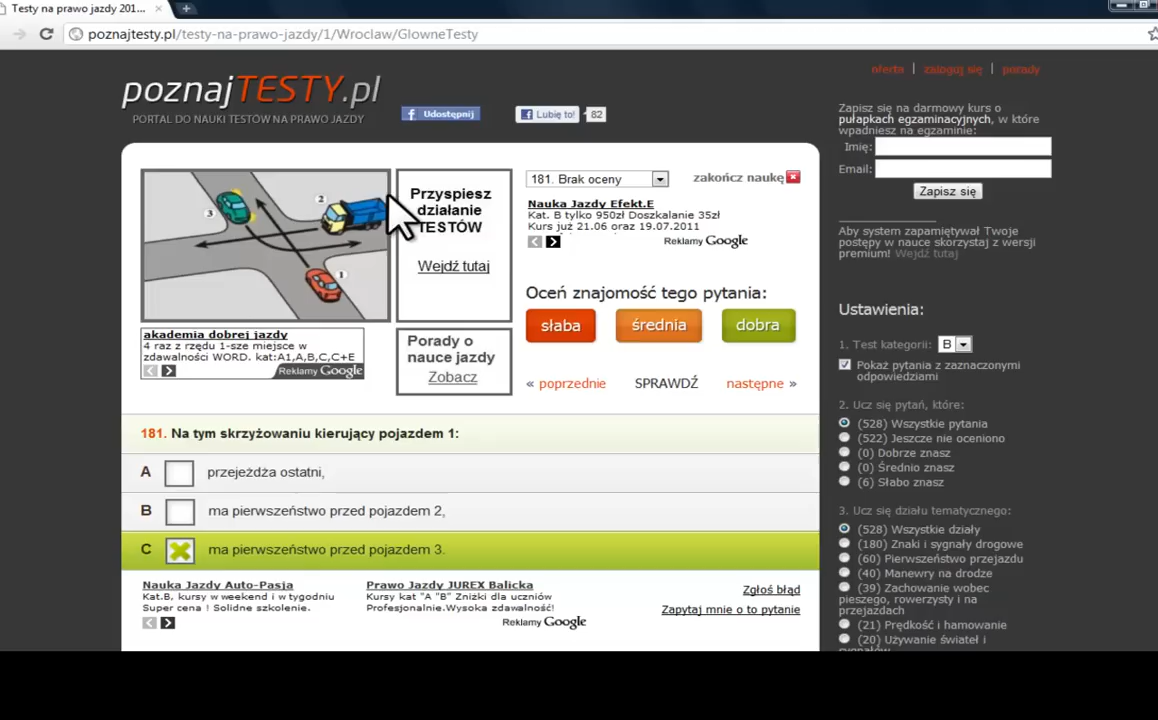 Testy na prawo jazdy 201...
poznajtesty.pl/testy-na-prawo-jazdy/1/Wroclaw/GlowneTesty
poznajTESTY.pl
PORTAL DO NAUKI TESTÓW NA PRAWO JAZDY
Udostępnij
Lubię to!
82
oferta | zaloguj się | porady
1
2
3
Przyspiesz
działanie
TESTÓW
Wejdź tutaj
181. Brak oceny
zakończ naukę
Nauka Jazdy Efekt.E
Kat. B tylko 950zł Doszkalanie 35zł
Kurs już 21.06 oraz 19.07.2011
Reklamy Google
Oceń znajomość tego pytania:
słaba
średnia
dobra
« poprzednie
SPRAWDŹ
następne »
akademia dobrej jazdy
4 raz z rzędu 1-sze miejsce w
zdawalności WORD. kat:A1,A,B,C,C+E
Reklamy Google
Porady o
nauce jazdy
Zobacz
181. Na tym skrzyżowaniu kierujący pojazdem 1:
A przejeżdża ostatni,
B ma pierwszeństwo przed pojazdem 2,
C ma pierwszeństwo przed pojazdem 3.
Nauka Jazdy Auto-Pasja
Kat.B, kursy w weekend i w tygodniu
Super cena ! Solidne szkolenie.
Prawo Jazdy JUREX Balicka
Kursy kat "A "B" Zniżki dla uczniów
Profesjonalnie.Wysoka zdawalność!
Reklamy Google
Zgłoś błąd
Zapytaj mnie o to pytanie
Zapisz się na darmowy kurs o
pułapkach egzaminacyjnych, w które
wpadniesz na egzaminie:
Imię:
Email:
Zapisz się
Aby system zapamiętywał Twoje
postępy w nauce skorzystaj z wersji
premium! Wejdź tutaj
Ustawienia:
1. Test kategorii: B
Pokaż pytania z zaznaczonymi
odpowiedziami
2. Ucz się pytań, które:
(528) Wszystkie pytania
(522) Jeszcze nie oceniono
(0) Dobrze znasz
(0) Średnio znasz
(6) Słabo znasz
3. Ucz się działu tematycznego:
(528) Wszystkie działy
(180) Znaki i sygnały drogowe
(60) Pierwszeństwo przejazdu
(40) Manewry na drodze
(39) Zachowanie wobec
pieszego, rowerzysty i na
przejazdach
(21) Prędkość i hamowanie
(20) Używanie świateł i
sygnałów